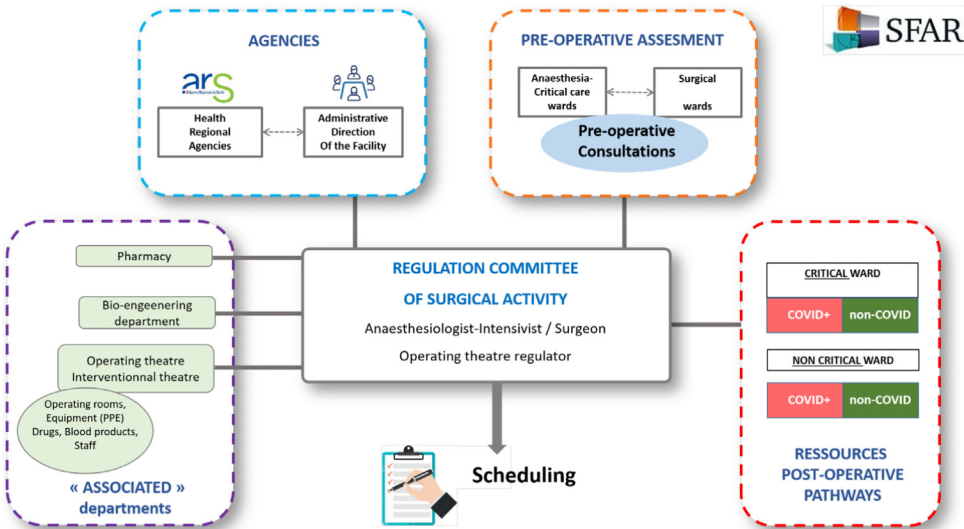 AGENCIES
ars
Health
Regional
Agencies
Administrative
Direction
Of the Facility
PRE-OPERATIVE ASSESMENT
Anaesthesia-
Critical care
wards
Surgical
wards
Pre-operative
Consultations
SFAR
Pharmacy
Bio-engeenering
department
Operating theatre
Interventionnal theatre
Operating rooms,
Equipment (PPE)
Drugs, Blood products,
Staff
« ASSOCIATED »
departments
REGULATION COMMITTEE
OF SURGICAL ACTIVITY
Anaesthesiologist-Intensivist / Surgeon
Operating theatre regulator
Scheduling
CRITICAL WARD
COVID+ non-COVID
NON CRITICAL WARD
COVID+ non-COVID
RESSOURCES
POST-OPERATIVE
PATHWAYS